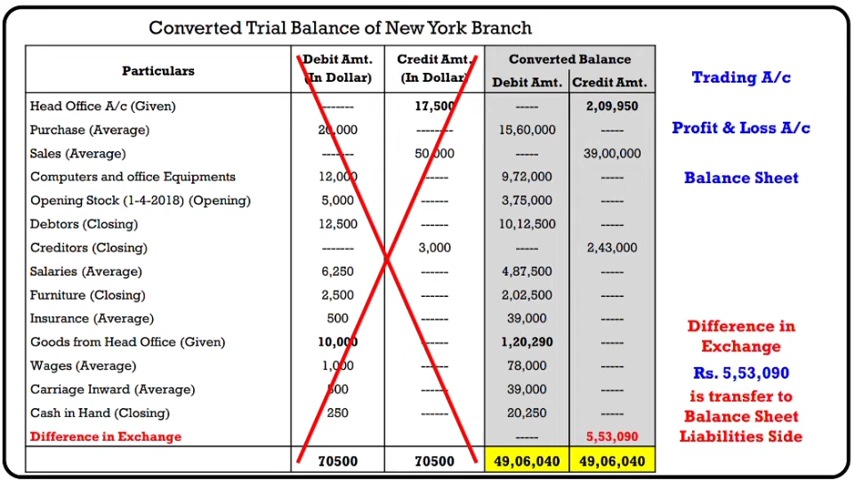 Converted Trial Balance of New York Branch
Particulars Debit Amt. (In Dollar) Credit Amt. (In Dollar) Converted Balance
Debit Amt. Credit Amt.
Head Office A/c (Given) ------- 17,500 ----- 2,09,950
Purchase (Average) 20,000 -------- 15,60,000 -----
Sales (Average) ------- 50,000 ----- 39,00,000
Computers and office Equipments 12,000 ------ 9,72,000 -----
Opening Stock (1-4-2018) (Opening) 5,000 ------ 3,75,000 -----
Debtors (Closing) 12,500 ------ 10,12,500 -----
Creditors (Closing) ------- 3,000 ----- 2,43,000
Salaries (Average) 6,250 ------ 4,87,500 -----
Furniture (Closing) 2,500 ------ 2,02,500 -----
Insurance (Average) 500 ------ 39,000 -----
Goods from Head Office (Given) 10,000 ------ 1,20,290 -----
Wages (Average) 1,000 ------ 78,000 -----
Carriage Inward (Average) 500 ------ 39,000 -----
Cash in Hand (Closing) 250 ------ 20,250 -----
Difference in Exchange ----- 5,53,090
70500 70500 49,06,040 49,06,040
Trading A/c
Profit & Loss A/c
Balance Sheet
Difference in
Exchange
Rs. 5,53,090
is transfer to
Balance Sheet
Liabilities Side